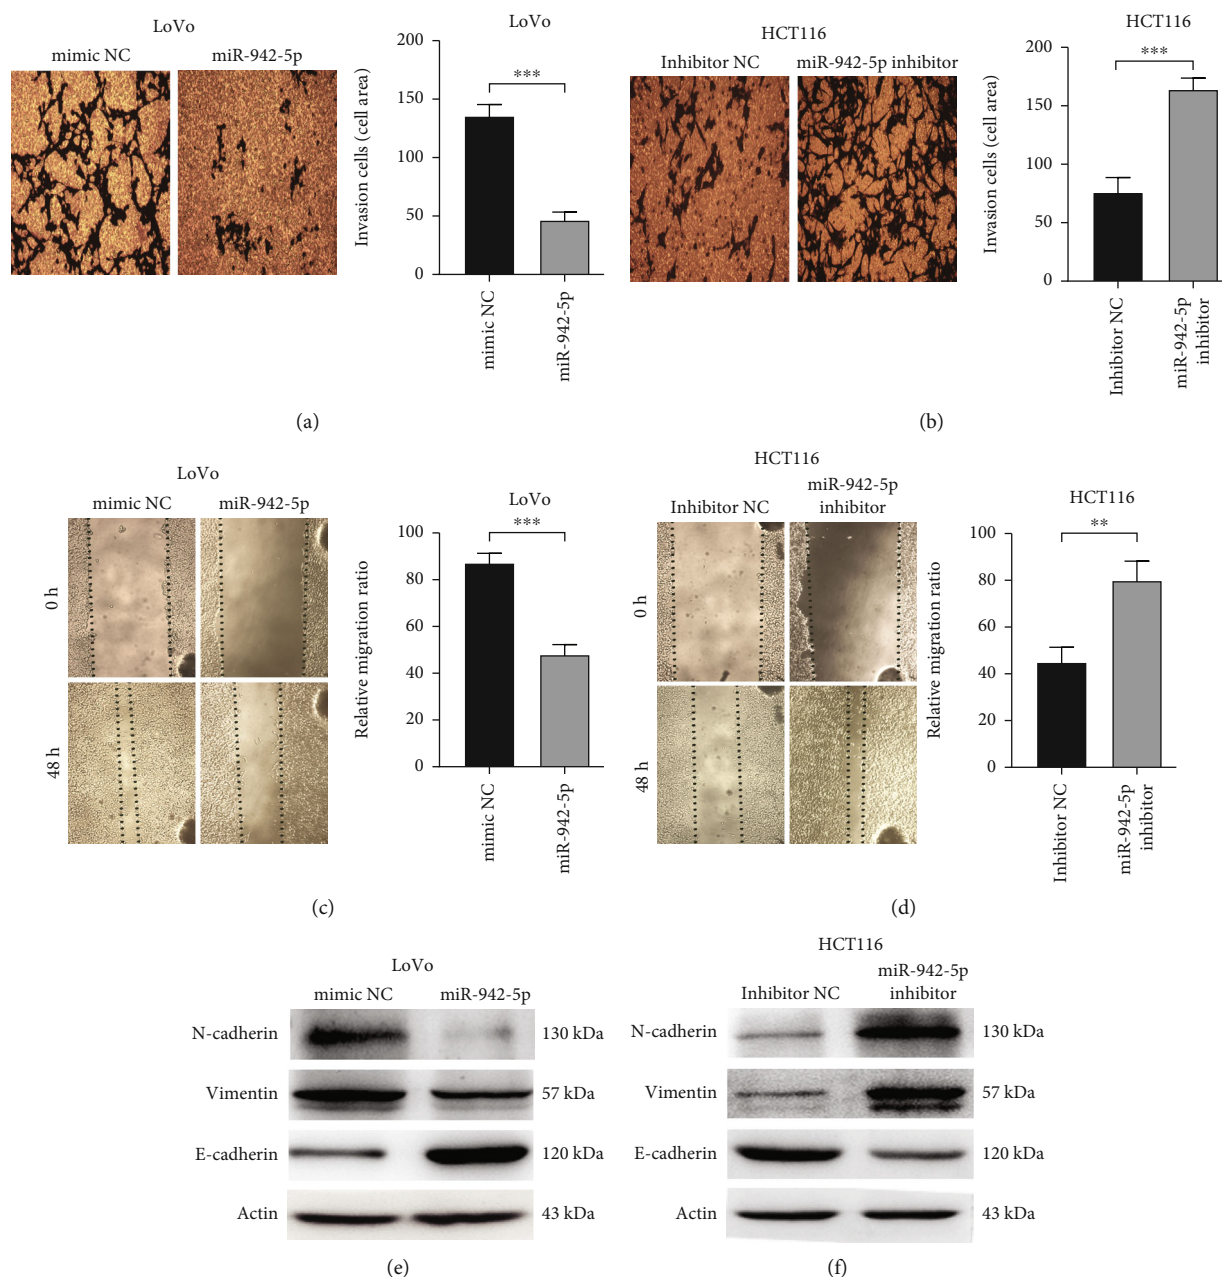 LoVo
mimic NC
miR-942-5p
LoVo
Invasion cells (cell area)
200
150
100
50
0
***
mimic NC
miR-942-5p
(a)
HCT116
Inhibitor NC
miR-942-5p inhibitor
HCT116
Invasion cells (cell area)
200
150
100
50
0
***
Inhibitor NC
miR-942-5p
inhibitor
(b)
LoVo
mimic NC
miR-942-5p
0 h
48 h
LoVo
Relative migration ratio
100
80
60
40
20
0
***
mimic NC
miR-942-5p
(c)
HCT116
Inhibitor NC
miR-942-5p
inhibitor
0 h
48 h
HCT116
Relative migration ratio
100
80
60
40
20
0
**
Inhibitor NC
miR-942-5p
inhibitor
(d)
LoVo
mimic NC
miR-942-5p
N-cadherin
130 kDa
Vimentin
57 kDa
E-cadherin
120 kDa
Actin
43 kDa
(e)
HCT116
Inhibitor NC
miR-942-5p
inhibitor
N-cadherin
130 kDa
Vimentin
57 kDa
E-cadherin
120 kDa
Actin
43 kDa
(f)